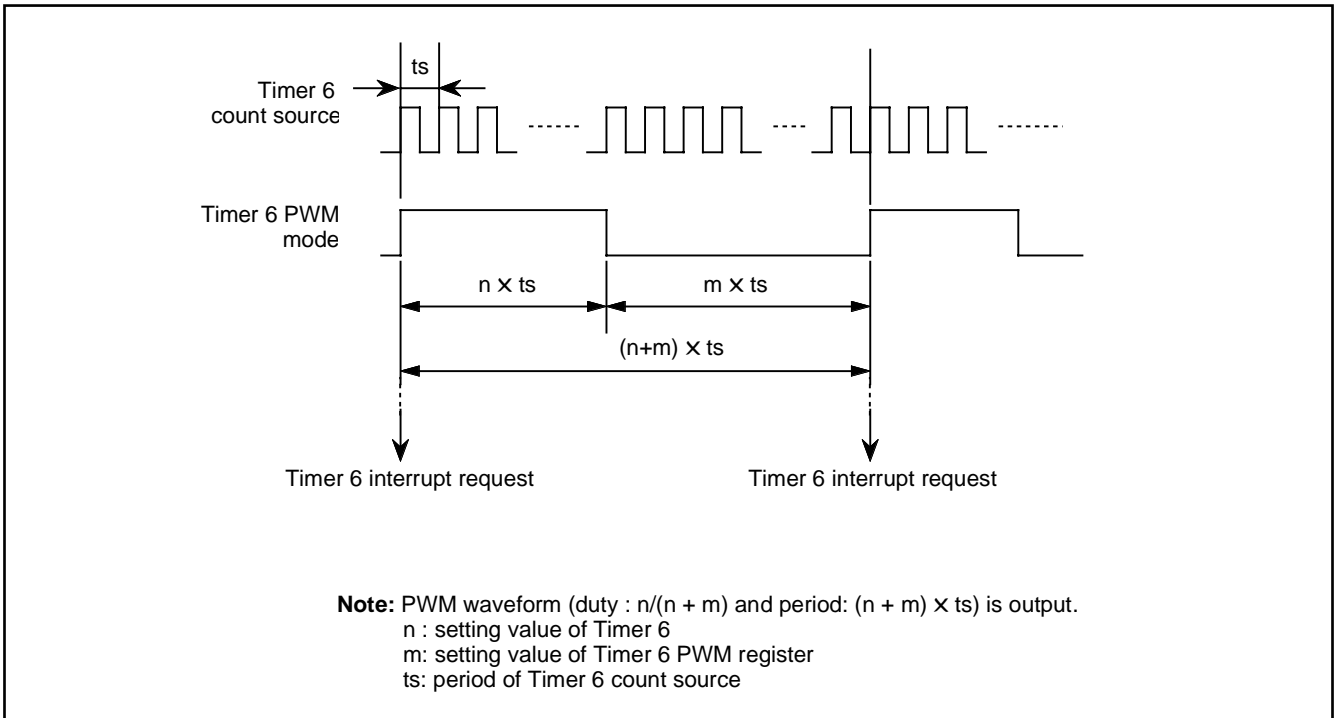 ts
Timer 6
count source
Timer 6 PWM
mode
n × ts
m × ts
(n+m) × ts
Timer 6 interrupt request
Timer 6 interrupt request
Note: PWM waveform (duty : n/(n + m) and period: (n + m) × ts) is output.
n : setting value of Timer 6
m: setting value of Timer 6 PWM register
ts: period of Timer 6 count source